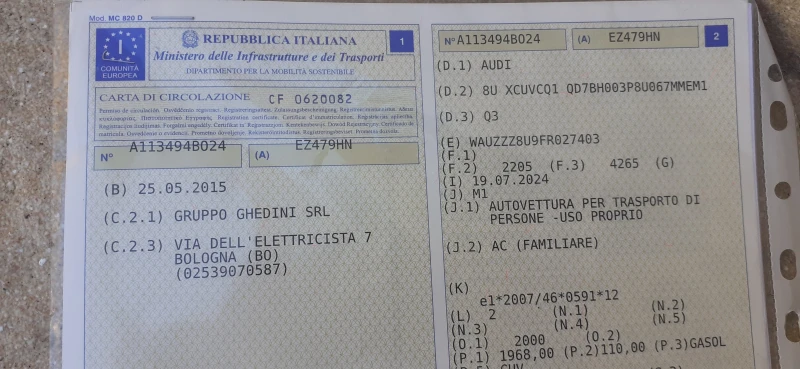 Mod. MC 820 D
REPUBBLICA ITALIANA
1
I
Ministero delle Infrastrutture e dei Trasporti
COMUNITÀ
EUROPEA
DIPARTIMENTO PER LA MOBILITÀ SOSTENIBILE
CARTA DI CIRCOLAZIONE CF 0620082
N° A113494B024 (A) EZ479HN
(B) 25.05.2015
(C.2.1) GRUPPO GHEDINI SRL
(C.2.3) VIA DELL'ELETTRICISTA 7
BOLOGNA (BO)
(02539070587)
N° A113494B024 (A) EZ479HN 2
(D.1) AUDI
(D.2) 8U XCUVCQ1 QD7BH003P8U067MMEM1
(D.3) Q3
(E) WAUZZZ8U9FR027403
(F.1)
(F.2) 2205 (F.3) 4265 (G)
(I) 19.07.2024
(J) M1
(J.1) AUTOVETTURA PER TRASPORTO DI
PERSONE -USO PROPRIO
(J.2) AC (FAMILIARE)
(K)
e1*2007/46*0591*12
(L) 2 (N.1) (N.2)
(N.3) (N.4) (N.5)
(O.1) 2000 (O.2)
(P.1) 1968,00 (P.2)110,00 (P.3)GASOL